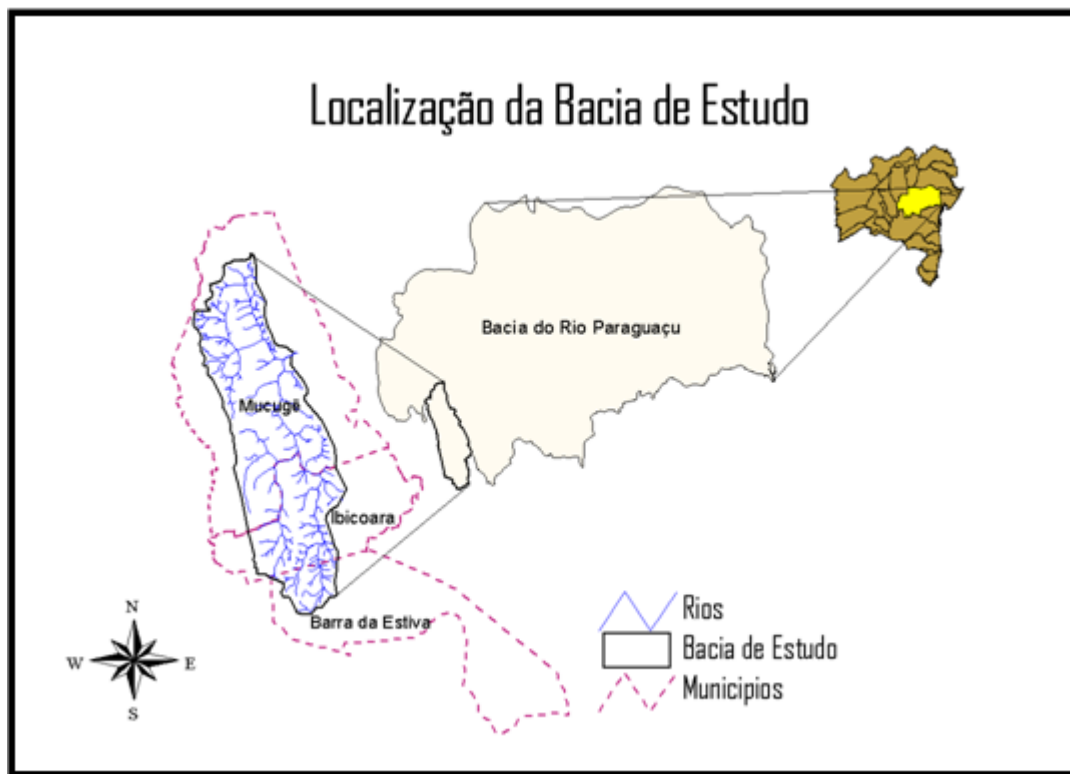 Localização da Bacia de Estudo
Bacia do Rio Paraguaçu
Mucugê
Ibicoara
Barra da Estiva
N
W
E
S
Rios
Bacia de Estudo
Municipios